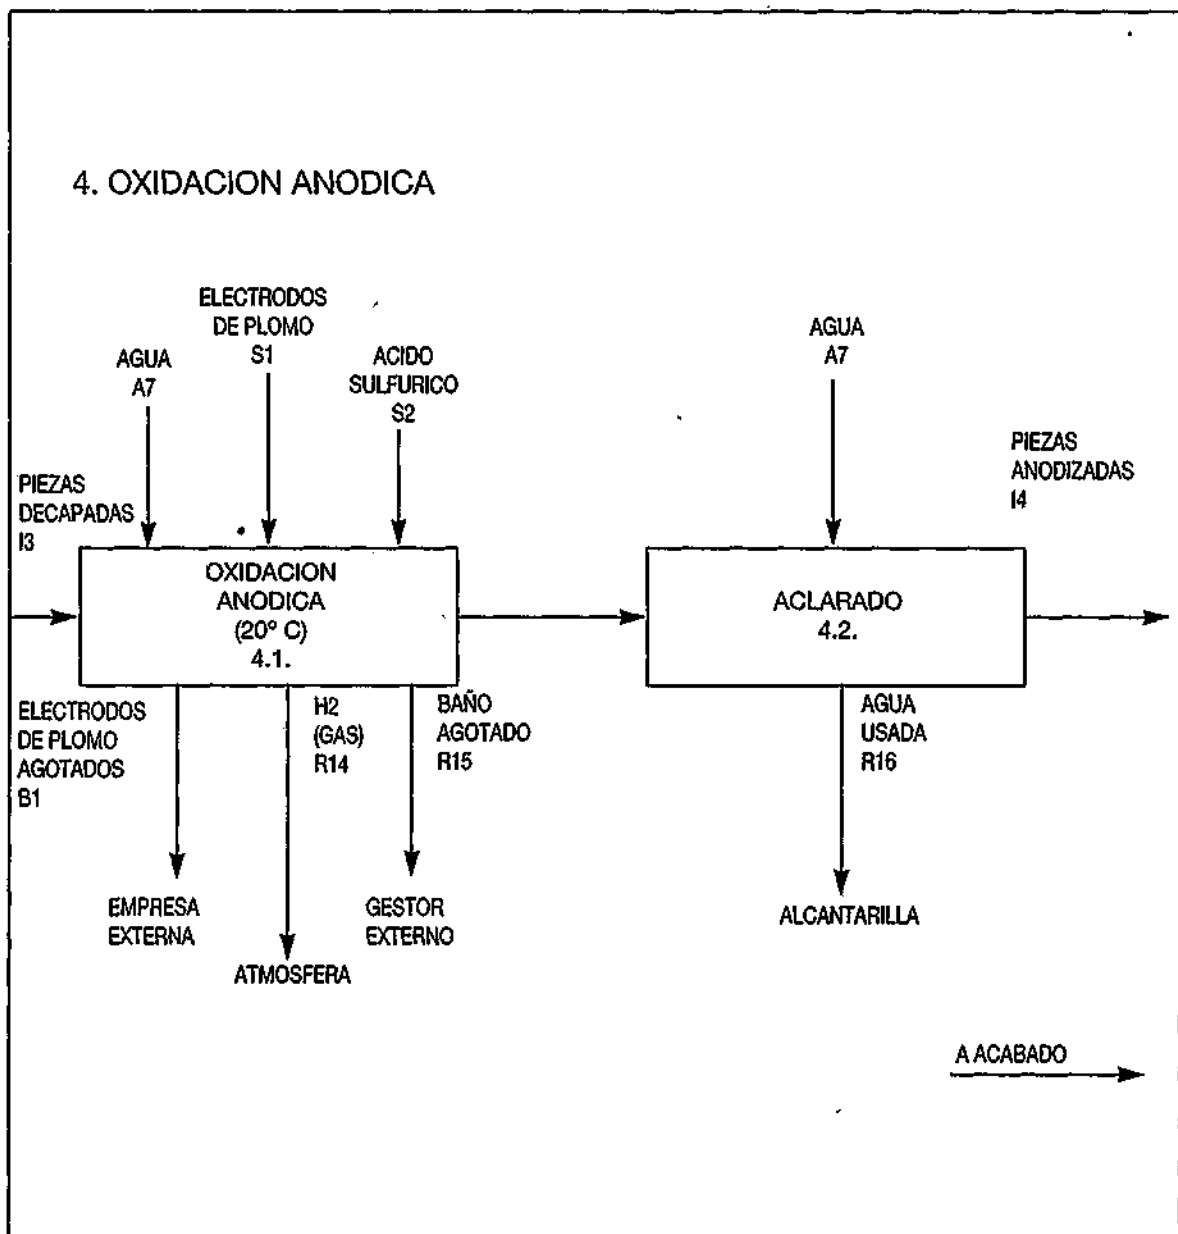 4. OXIDACION ANODICA
ELECTRODOS
DE PLOMO
S1
AGUA
A7
ACIDO
SULFURICO
S2
AGUA
A7
PIEZAS
DECAPADAS
I3
PIEZAS
ANODIZADAS
I4
OXIDACION
ANODICA
(20º C)
4.1.
ACLARADO
4.2.
ELECTRODOS
DE PLOMO
AGOTADOS
B1
H2
(GAS)
R14
BAÑO
AGOTADO
R15
AGUA
USADA
R16
EMPRESA
EXTERNA
ATMOSFERA
GESTOR
EXTERNO
ALCANTARILLA
A ACABADO